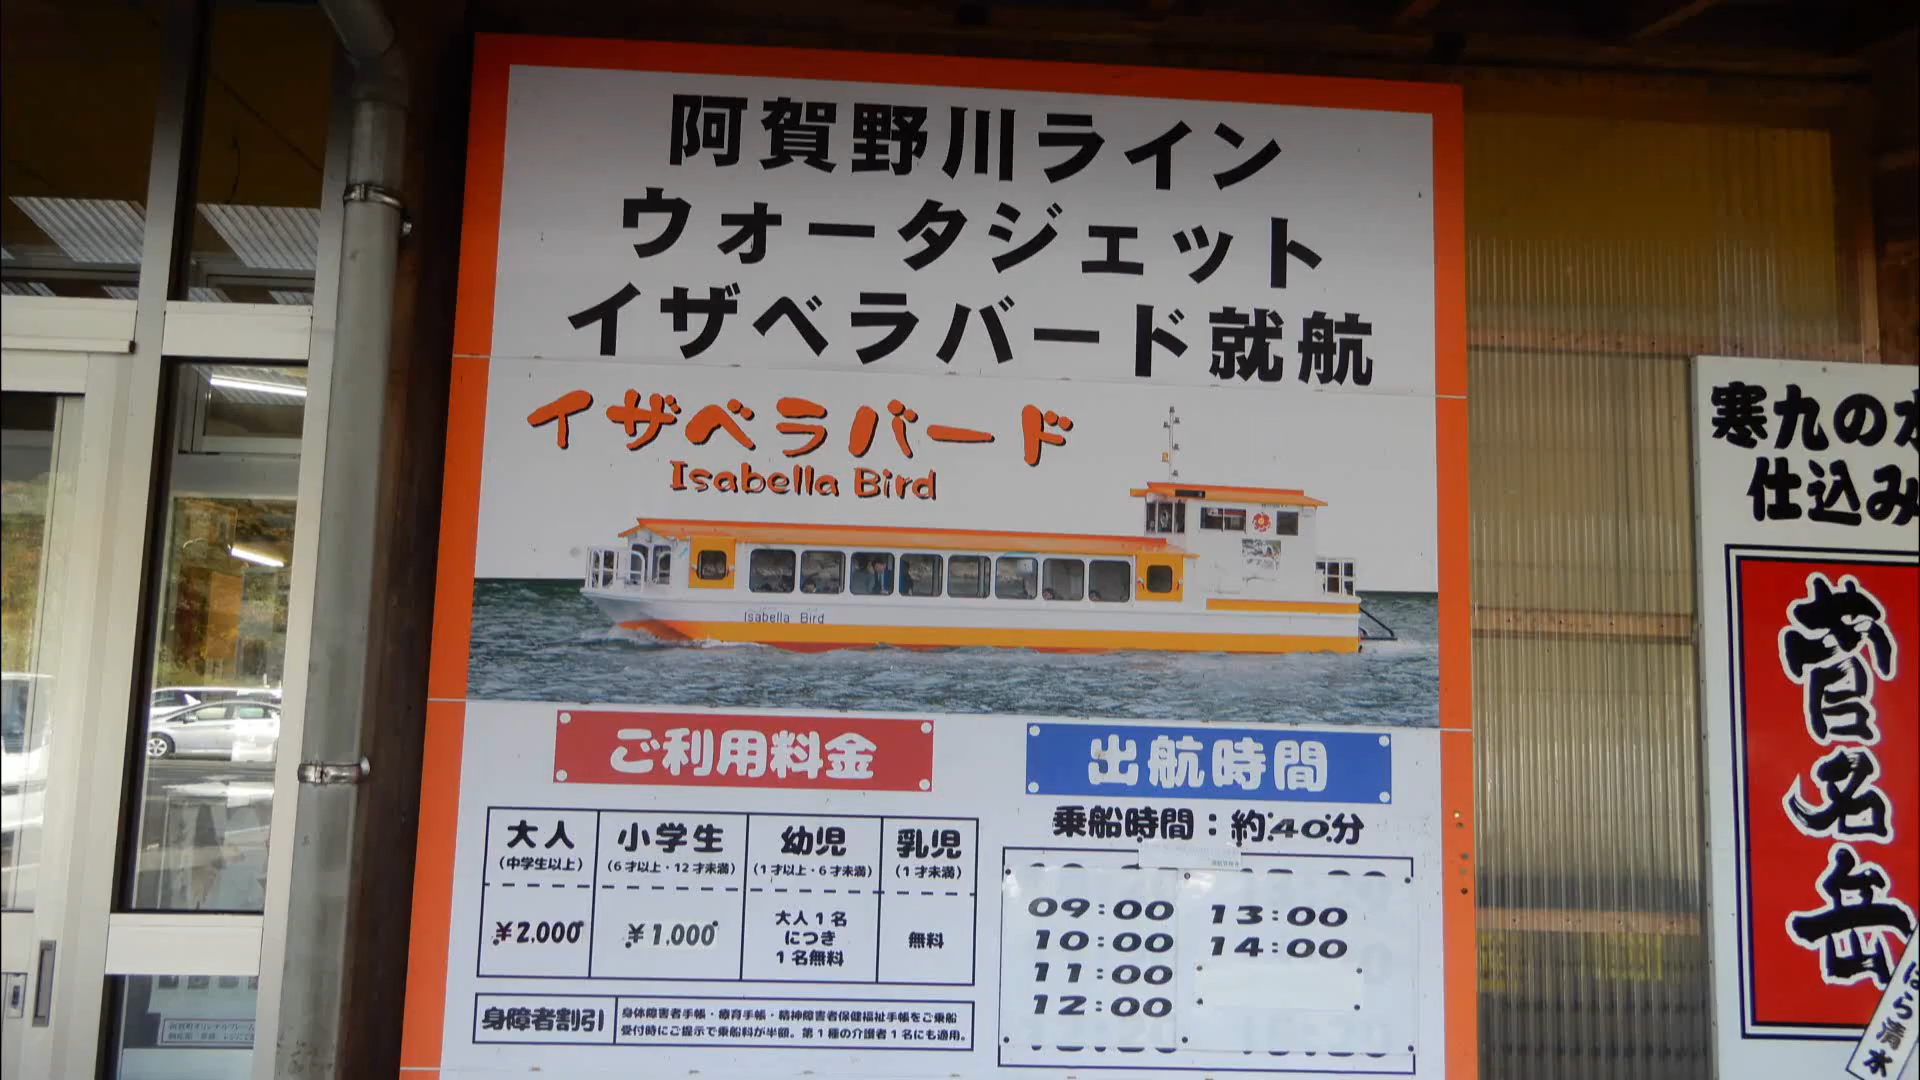 阿賀野川ライン
ウォータジェット
イザベラバード就航
イザベラバード
Isabella Bird
Isabella Bird
ご利用料金
大人
(中学生以上)
¥2.000
小学生
(6才以上・12才未満)
¥1.000
幼児
(1才以上・6才未満)
大人1名
につき
1名無料
乳児
(1才未満)
無料
身障者割引
身体障害者手帳・療育手帳・精神障害者保健福祉手帳をご乗船
受付時にご提示で乗船料が半額。第1種の介護者1名にも適用。
出航時間
乗船時間：約40分
09:00
10:00
11:00
12:00
13:00
14:00
寒九の水
仕込み
菅名岳
ばら清水